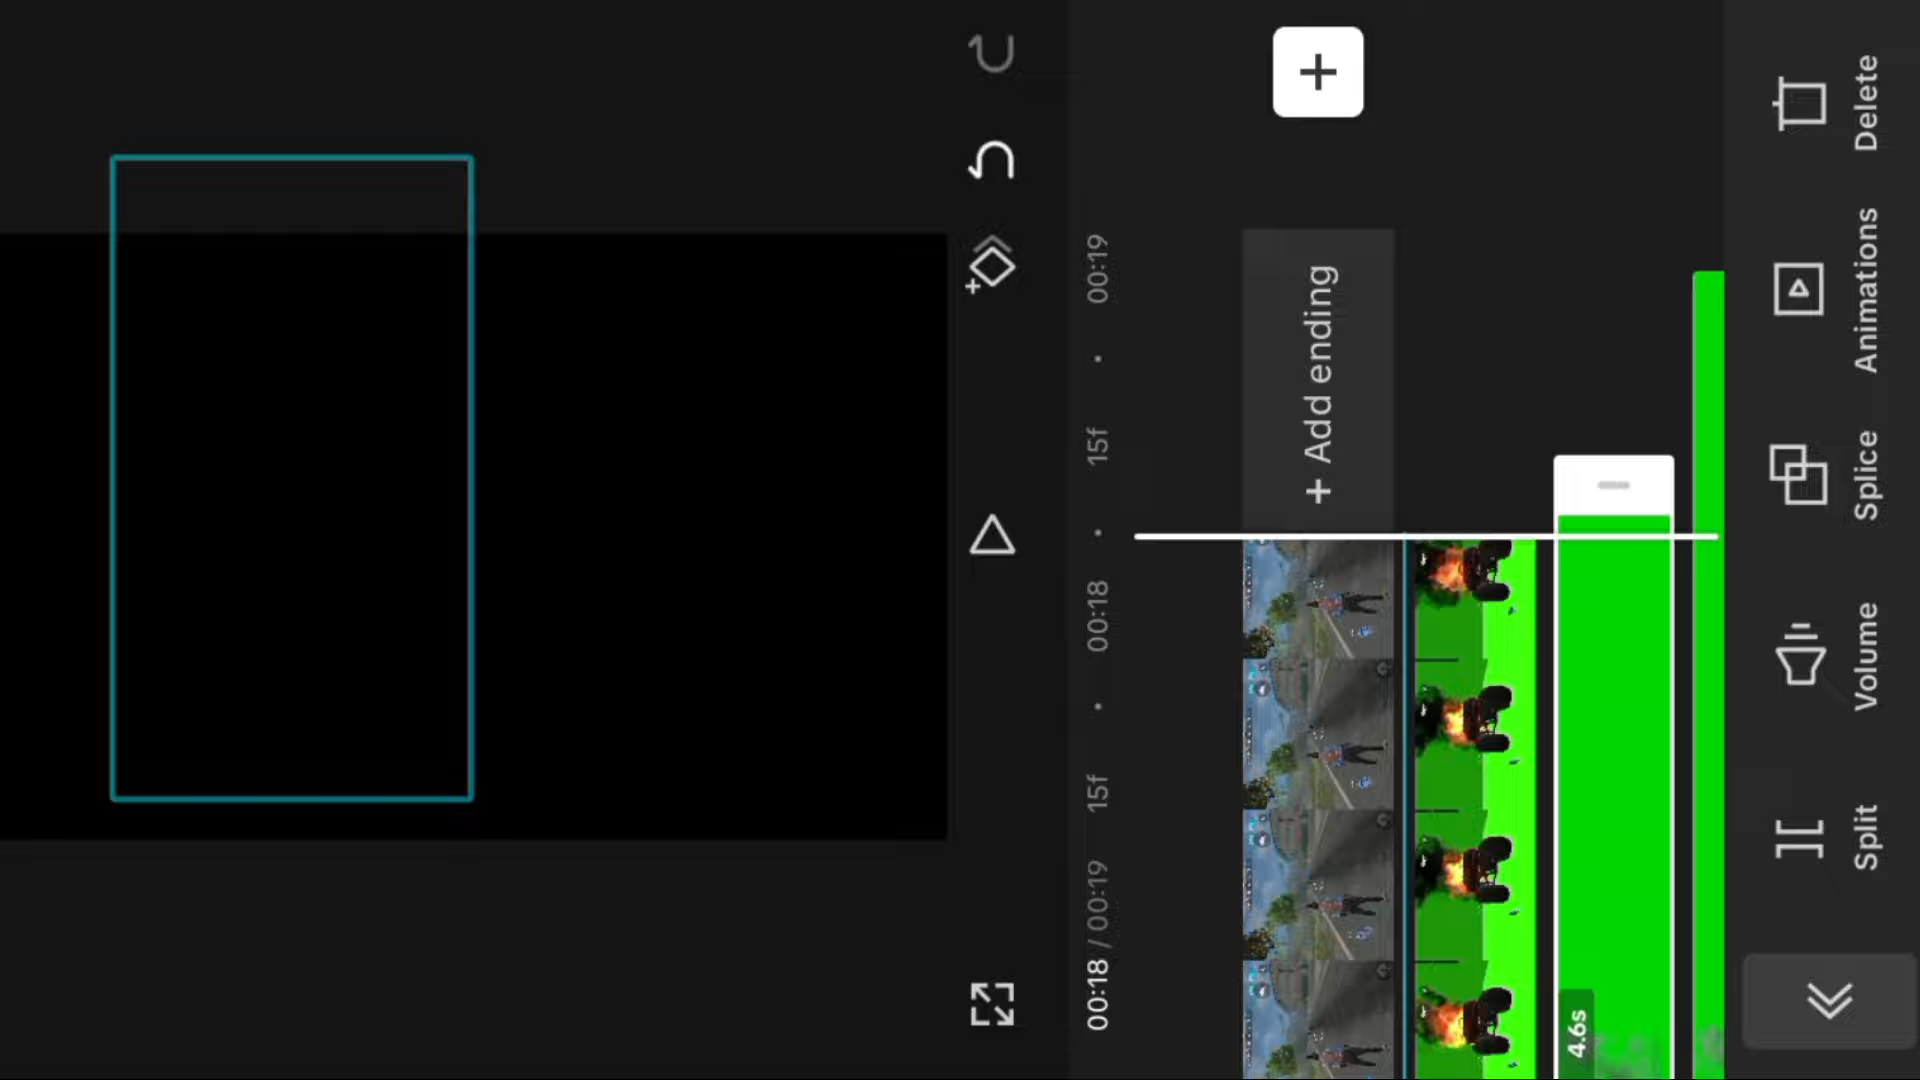 00:18 / 00:19
15f
00:18
15f
00:19
+ Add ending
4.6s
Split
Volume
Splice
Animations
Delete